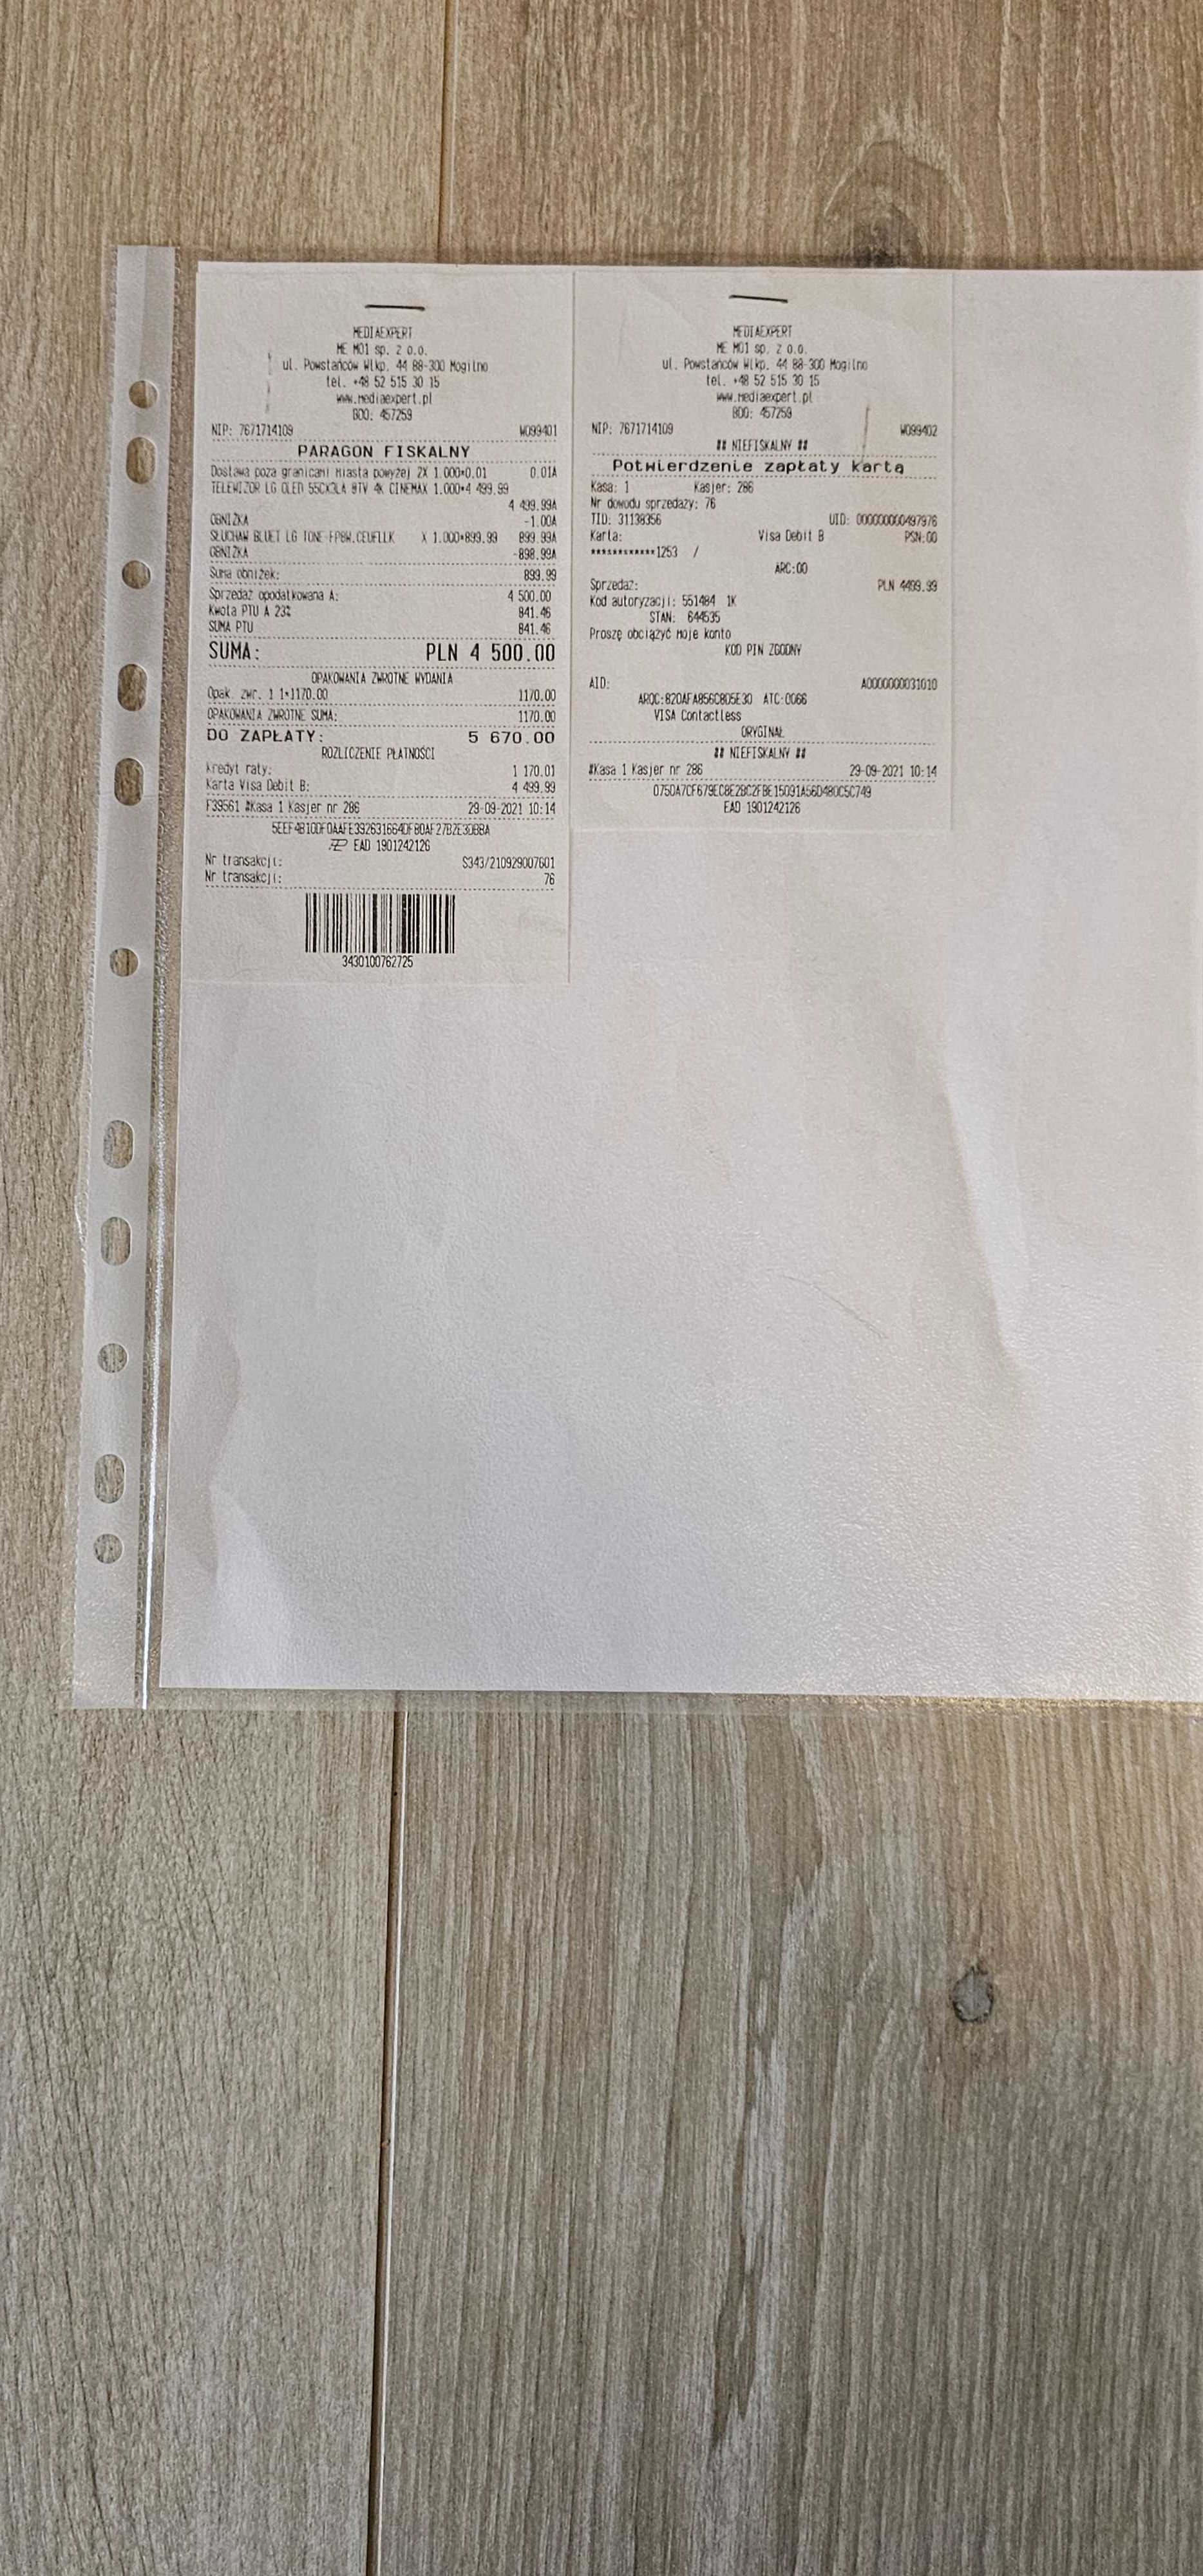 MEDIAEXPERT
ME M01 sp. z o.o.
ul. Powstańców Wlkp. 44 88-300 Mogilno
tel. +48 52 515 30 15
www.mediaexpert.pl
BDO: 457259
NIP: 7671714109 W099401
PARAGON FISKALNY
Dostawa poza granicami miasta powyżej 2X 1.000*0.01 0.01A
TELEWIZOR LG OLED 55CX3LA BTV 4K CINEMAX 1.000*4 499.99
4 499.99A
OBNIŻKA -1.00A
SŁUCHAW BLUET LG TONE-FP8W.CEUFLLK X 1.000*899.99 899.99A
OBNIŻKA -898.99A
Suma obniżek: 899.99
Sprzedaż opodatkowana A: 4 500.00
Kwota PTU A 23% 841.46
SUMA PTU 841.46
SUMA: PLN 4 500.00
OPAKOWANIA ZWROTNE WYDANIA
Opak. zwr. 1 1*1170.00 1170.00
OPAKOWANIA ZWROTNE SUMA: 1170.00
DO ZAPŁATY: 5 670.00
ROZLICZENIE PŁATNOŚCI
kredyt raty: 1 170.01
Karta Visa Debit B: 4 499.99
F39561 #Kasa 1 Kasjer nr 286 29-09-2021 10:14
EAD 1901242126
Nr transakcji: S343/210929007601
Nr transakcji: 76
3430100762725
MEDIAEXPERT
ME M01 sp. z o.o.
ul. Powstańców Wlkp. 44 88-300 Mogilno
tel. +48 52 515 30 15
www.mediaexpert.pl
BDO: 457259
NIP: 7671714109 W099402
## NIEFISKALNY ##
Potwierdzenie zapłaty kartą
Kasa: 1 Kasjer: 286
Nr dowodu sprzedaży: 76
TID: 31138356 UID: 000000000497976
Karta: Visa Debit B PSN:00
************1253 /
ARC:00
Sprzedaż: PLN 4499.99
Kod autoryzacji: 551484 1K
STAN: 644535
Proszę obciążyć moje konto
KOD PIN ZGODNY
AID: A0000000031010
ARQC:820AFA856C8D5E30 ATC:0066
VISA Contactless
ORYGINAŁ
## NIEFISKALNY ##
#Kasa 1 Kasjer nr 286 29-09-2021 10:14
EAD 1901242126